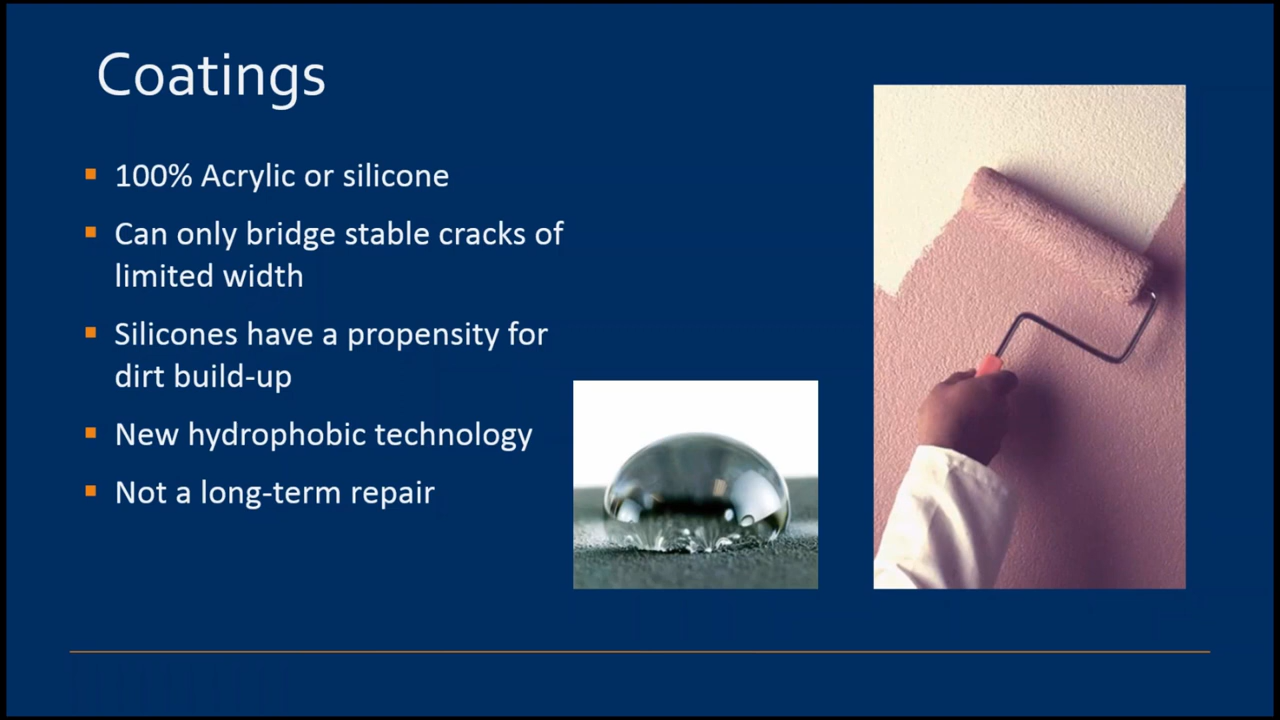 Coatings
100% Acrylic or silicone
Can only bridge stable cracks of
limited width
Silicones have a propensity for
dirt build-up
New hydrophobic technology
Not a long-term repair